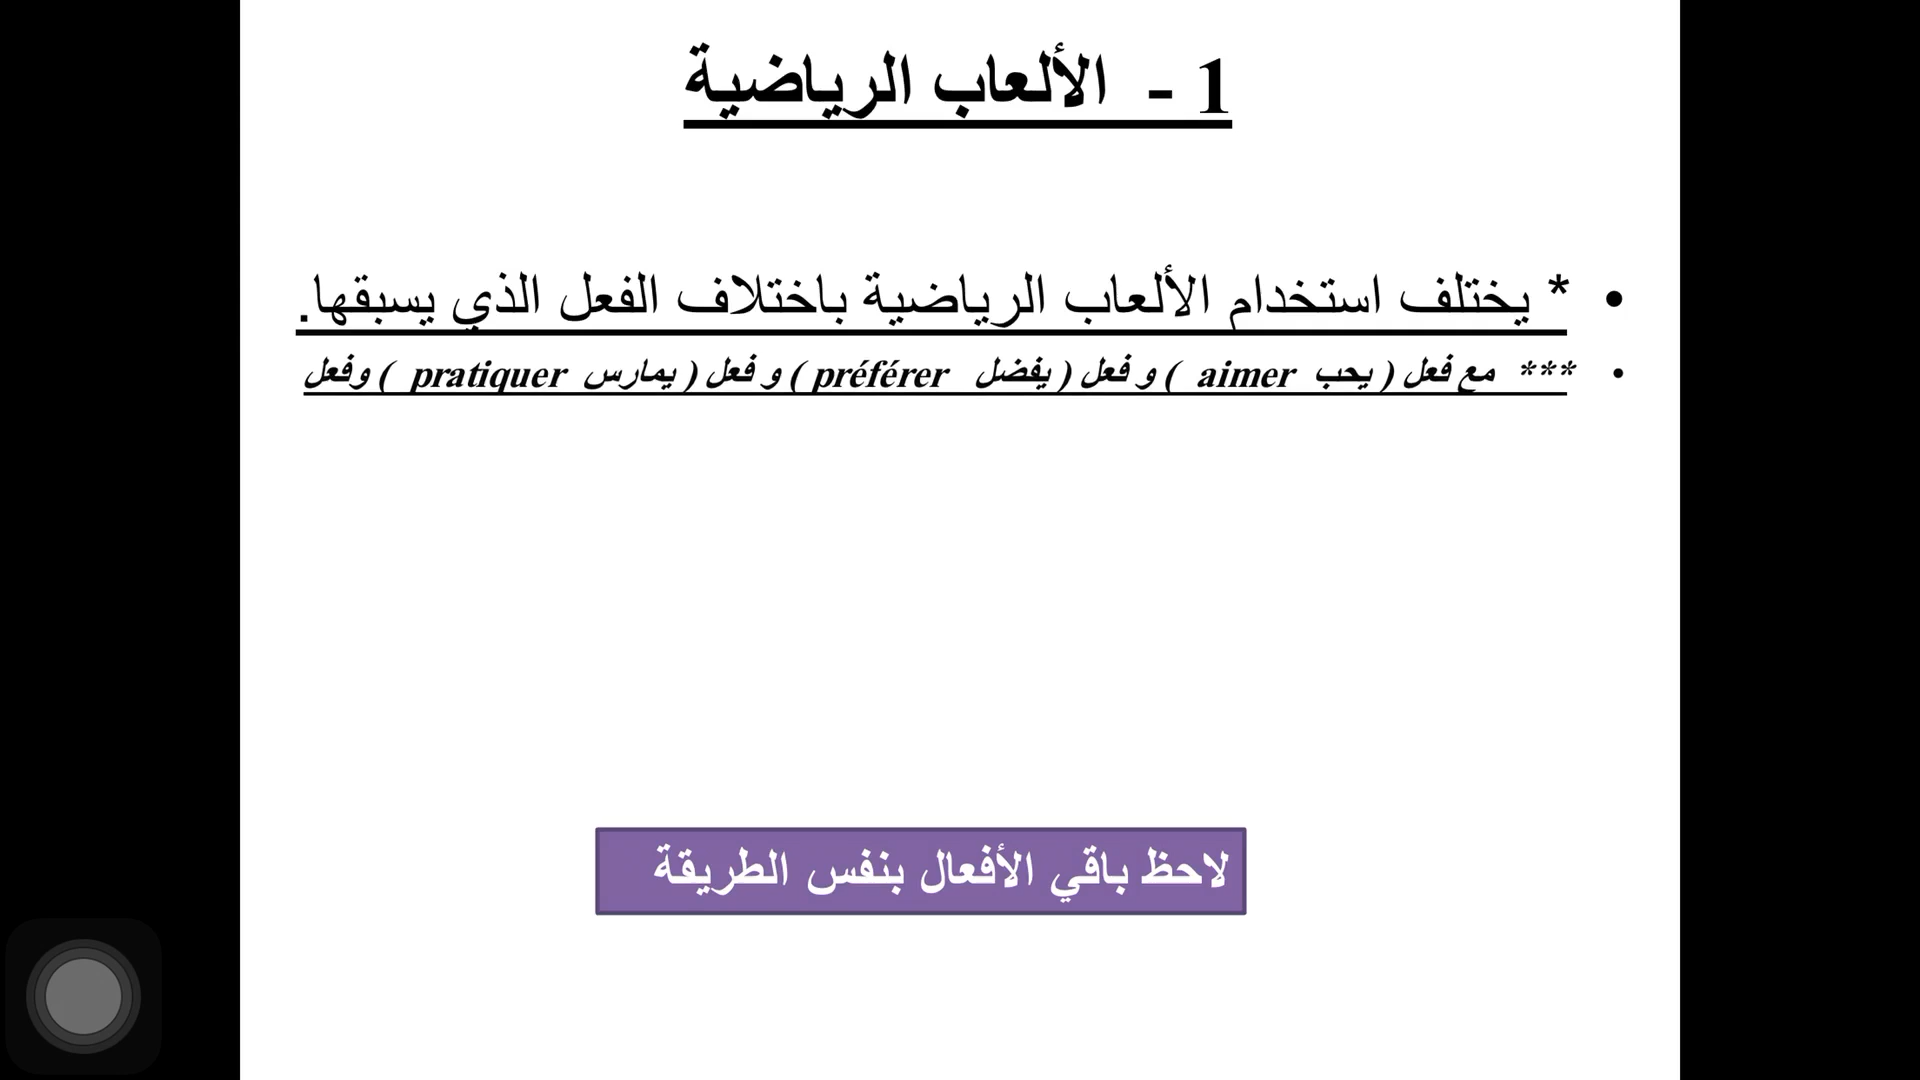 1 - الألعاب الرياضية
• * يختلف استخدام الألعاب الرياضية باختلاف الفعل الذي يسبقها.
• *** مع فعل ( يحب aimer ) و فعل ( يفضل préférer ) و فعل ( يمارس pratiquer ) وفعل
لاحظ باقي الأفعال بنفس الطريقة